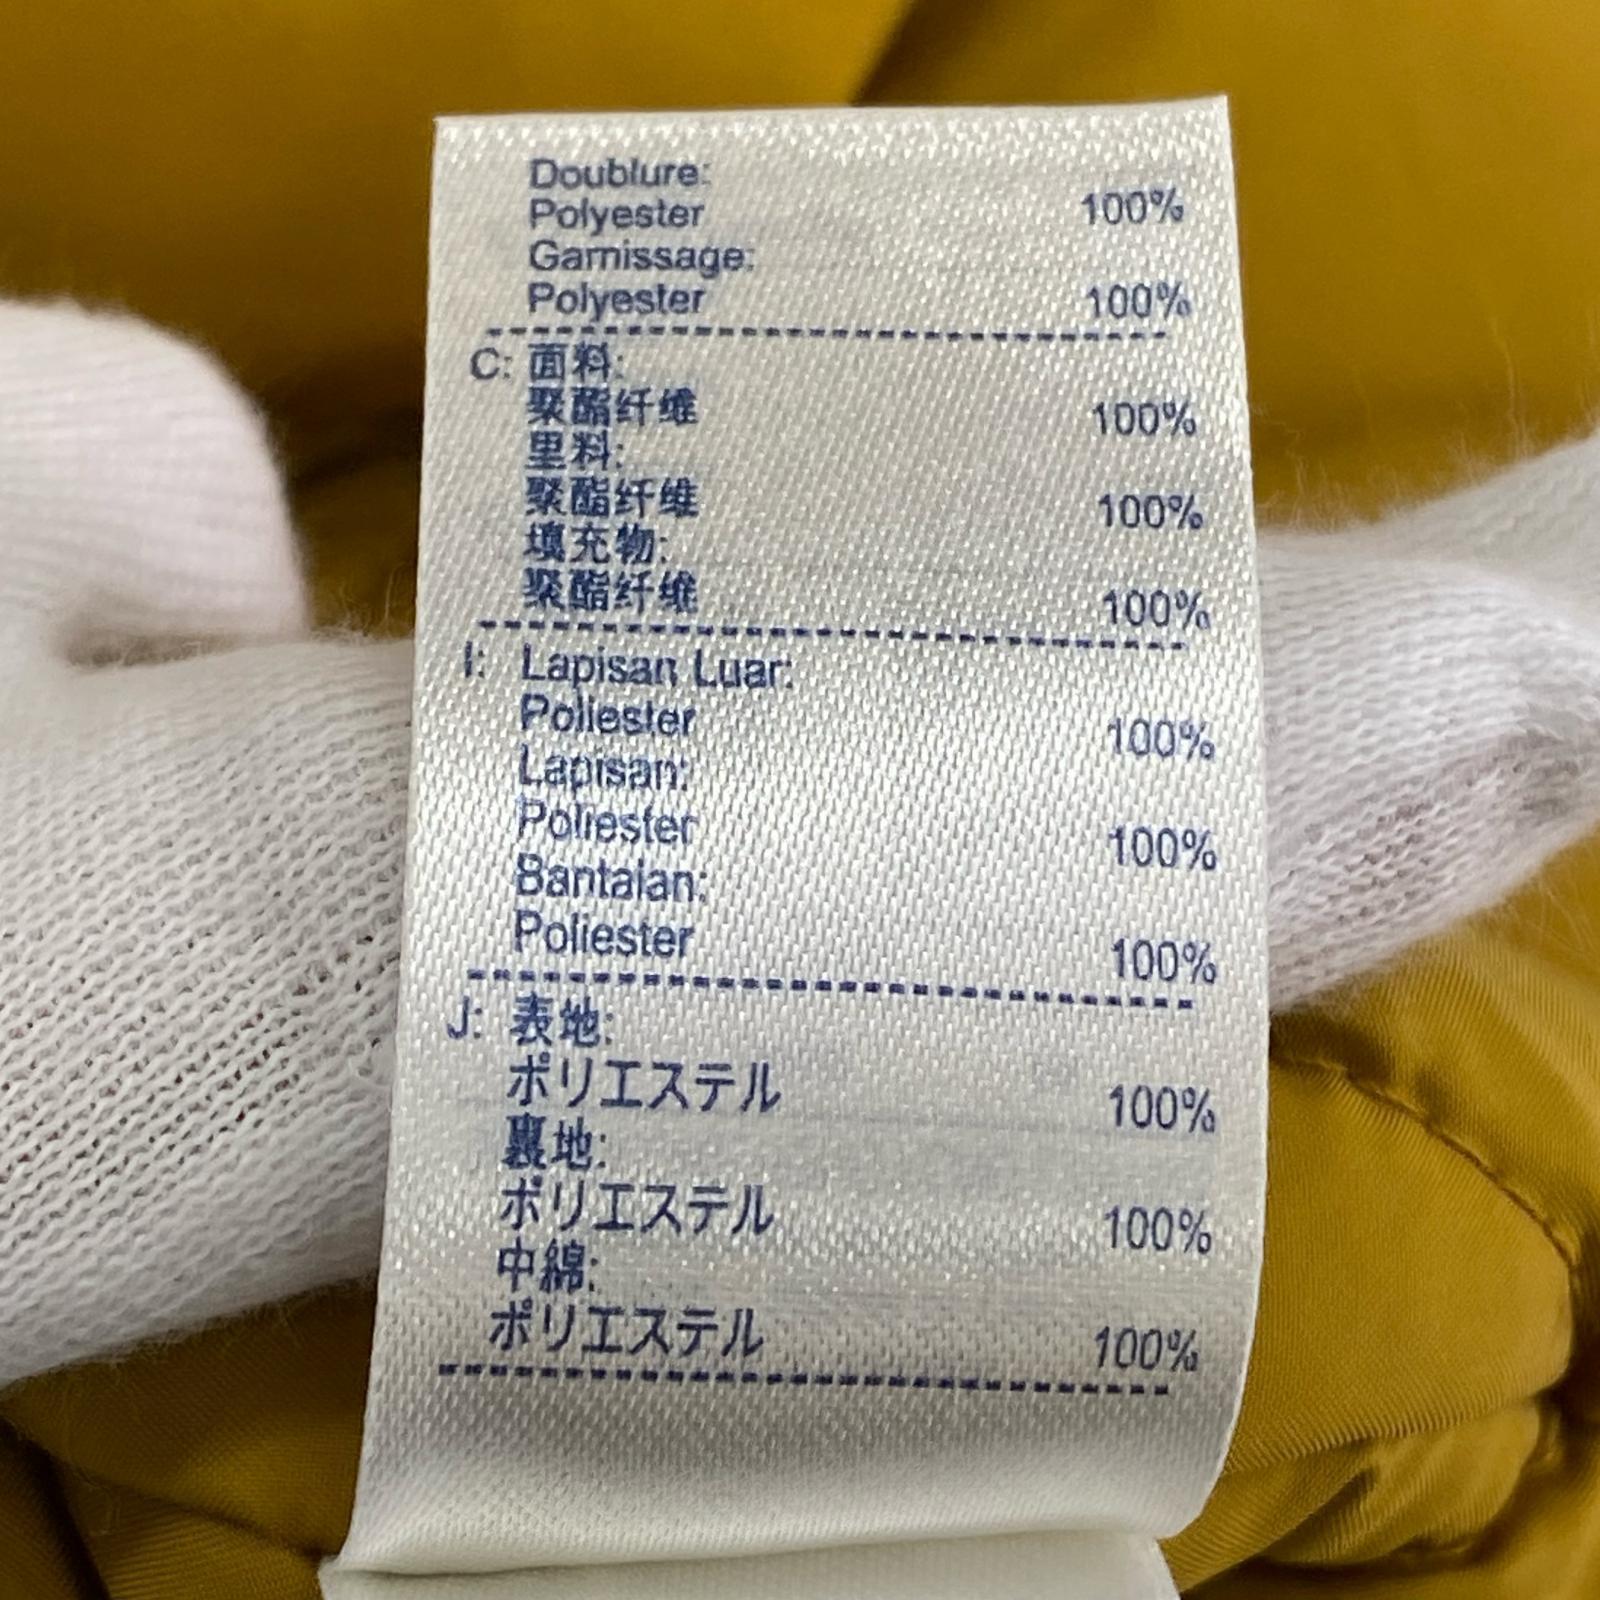 Doublure:
Polyester 100%
Garnissage:
Polyester 100%
C: 面料:
聚酯纤维 100%
里料:
聚酯纤维 100%
填充物:
聚酯纤维 100%
I: Lapisan Luar:
Poliester 100%
Lapisan:
Poliester 100%
Bantalan:
Poliester 100%
J: 表地:
ポリエステル 100%
裏地:
ポリエステル 100%
中綿:
ポリエステル 100%